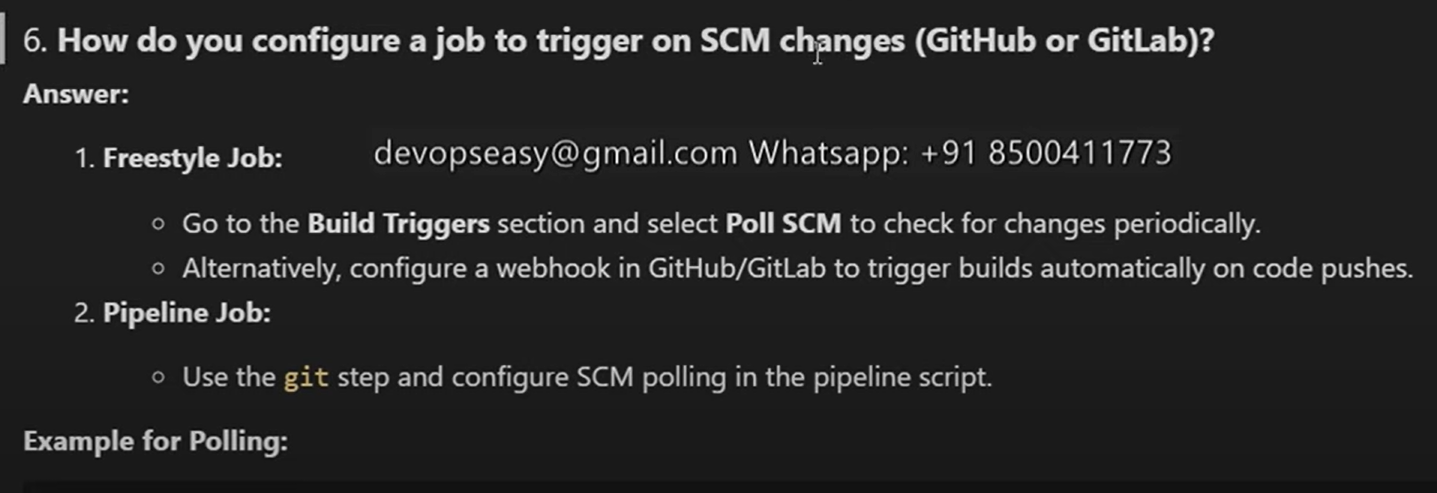 6. How do you configure a job to trigger on SCM changes (GitHub or GitLab)?
Answer:
1. Freestyle Job:
devopseasy@gmail.com Whatsapp: +91 8500411773
○ Go to the Build Triggers section and select Poll SCM to check for changes periodically.
○ Alternatively, configure a webhook in GitHub/GitLab to trigger builds automatically on code pushes.
2. Pipeline Job:
○ Use the git step and configure SCM polling in the pipeline script.
Example for Polling: